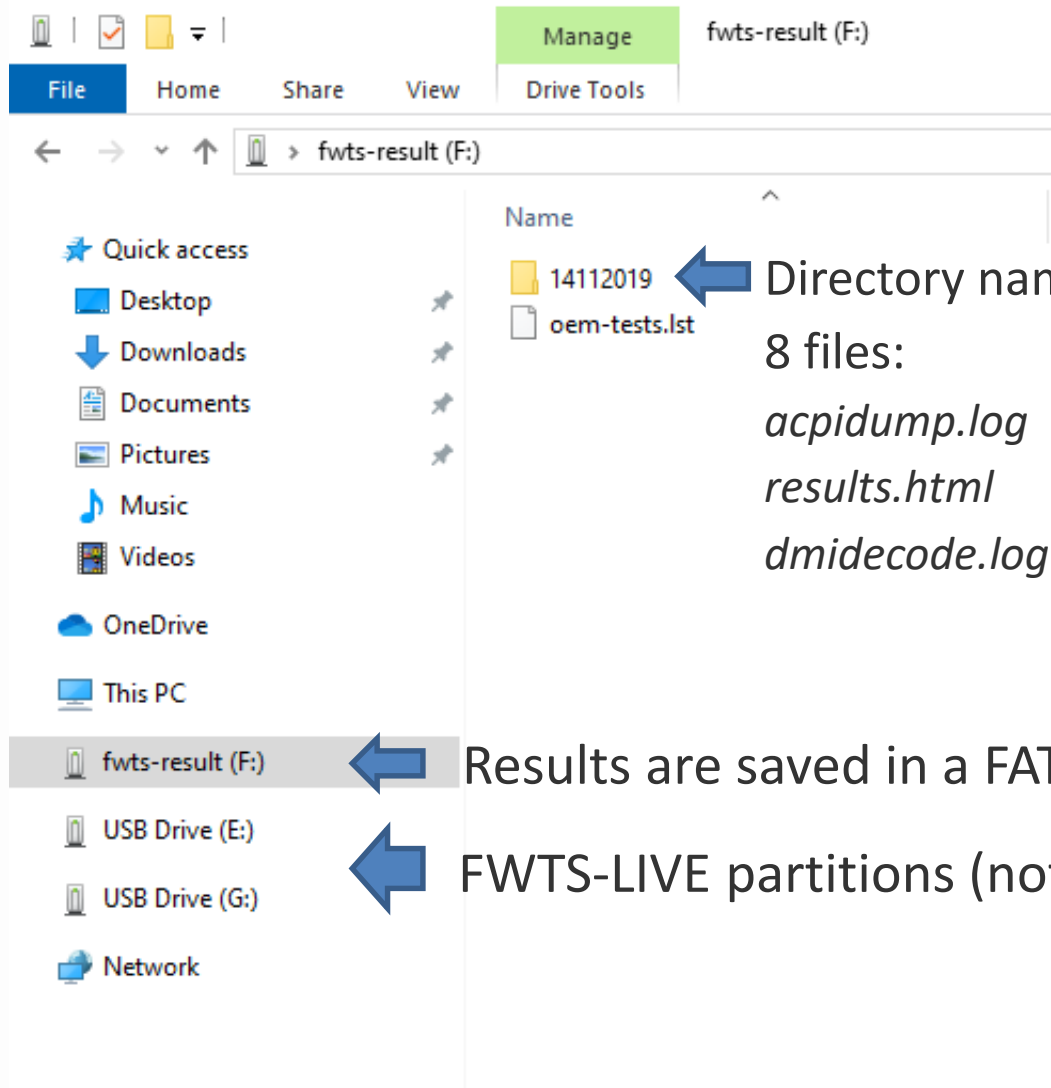 Manage fwts-result (F:)
File Home Share View Drive Tools
fwts-result (F:)
Name
Quick access
14112019
Desktop
oem-tests.lst
Downloads
Documents
Pictures
Music
Videos
OneDrive
This PC
fwts-result (F:)
USB Drive (E:)
USB Drive (G:)
Network
Directory
8 files:
acpidump.log
results.html
dmidecode.log
Results are saved in a FAT
FWTS-LIVE partitions